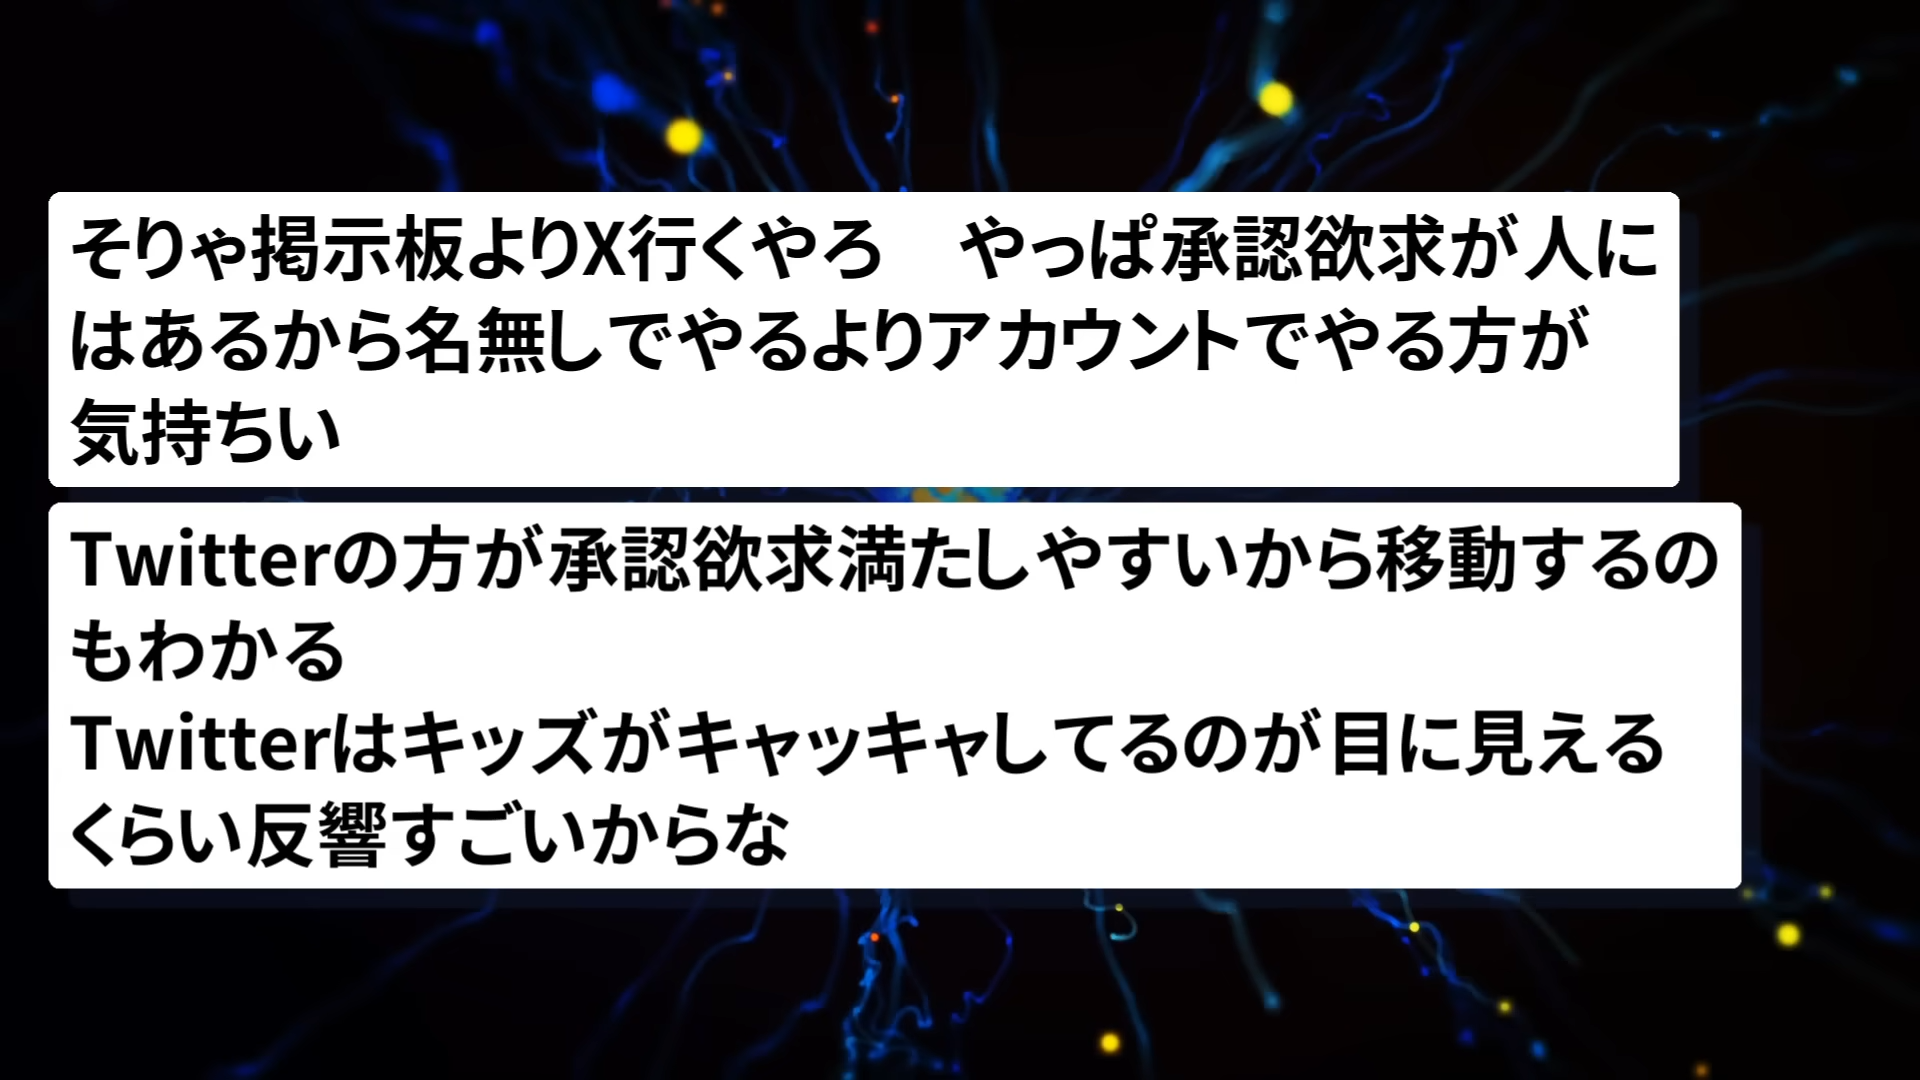 そりゃ掲示板よりX行くやろ　やっぱ承認欲求が人に
はあるから名無しでやるよりアカウントでやる方が
気持ちい
Twitterの方が承認欲求満たしやすいから移動するの
もわかる
Twitterはキッズがキャッキャしてるのが目に見える
くらい反響すごいからな